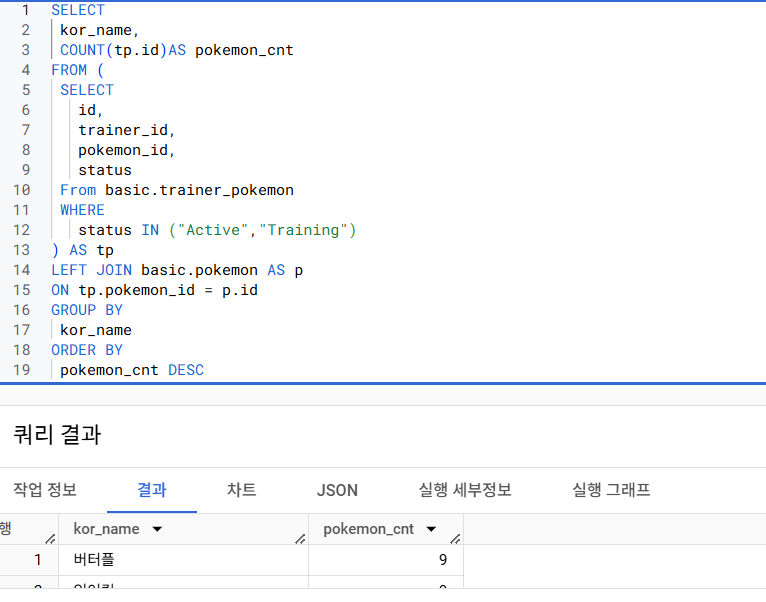 1 SELECT
2 kor_name,
3 COUNT(tp.id)AS pokemon_cnt
4 FROM (
5 SELECT
6 id,
7 trainer_id,
8 pokemon_id,
9 status
10 From basic.trainer_pokemon
11 WHERE
12 status IN ("Active","Training")
13 ) AS tp
14 LEFT JOIN basic.pokemon AS p
15 ON tp.pokemon_id = p.id
16 GROUP BY
17 kor_name
18 ORDER BY
19 pokemon_cnt DESC
쿼리 결과
작업 정보 결과 차트 JSON 실행 세부정보 실행 그래프
행 kor_name pokemon_cnt
1 버터플 9